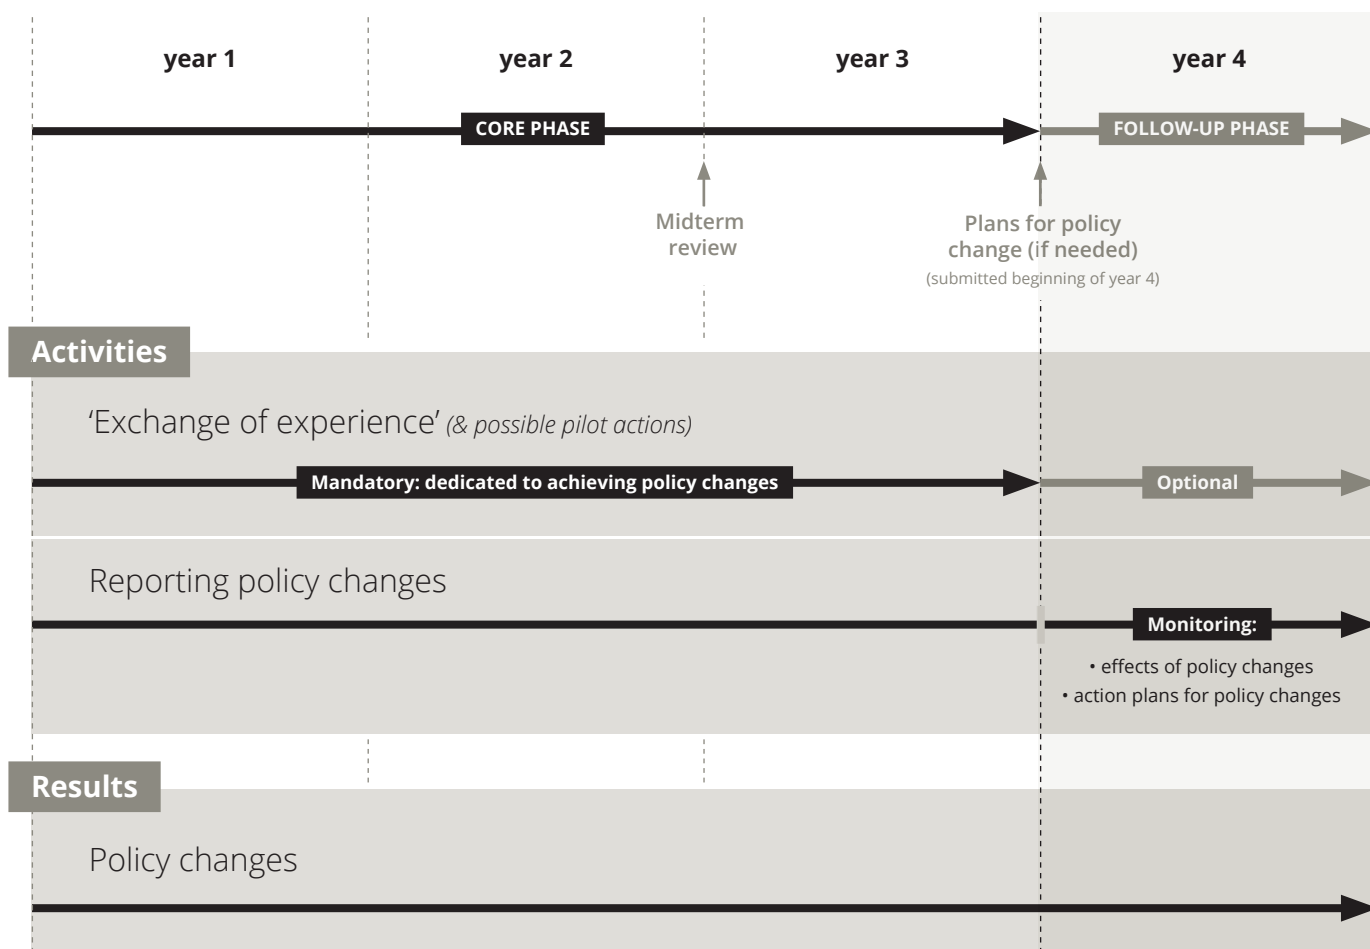 year 1
year 2
year 3
year 4
CORE PHASE
FOLLOW-UP PHASE
Midterm
review
Plans for policy
change (if needed)
(submitted beginning of year 4)
Activities
‘Exchange of experience’ (& possible pilot actions)
Mandatory: dedicated to achieving policy changes
Optional
Reporting policy changes
Monitoring:
• effects of policy changes
• action plans for policy changes
Results
Policy changes